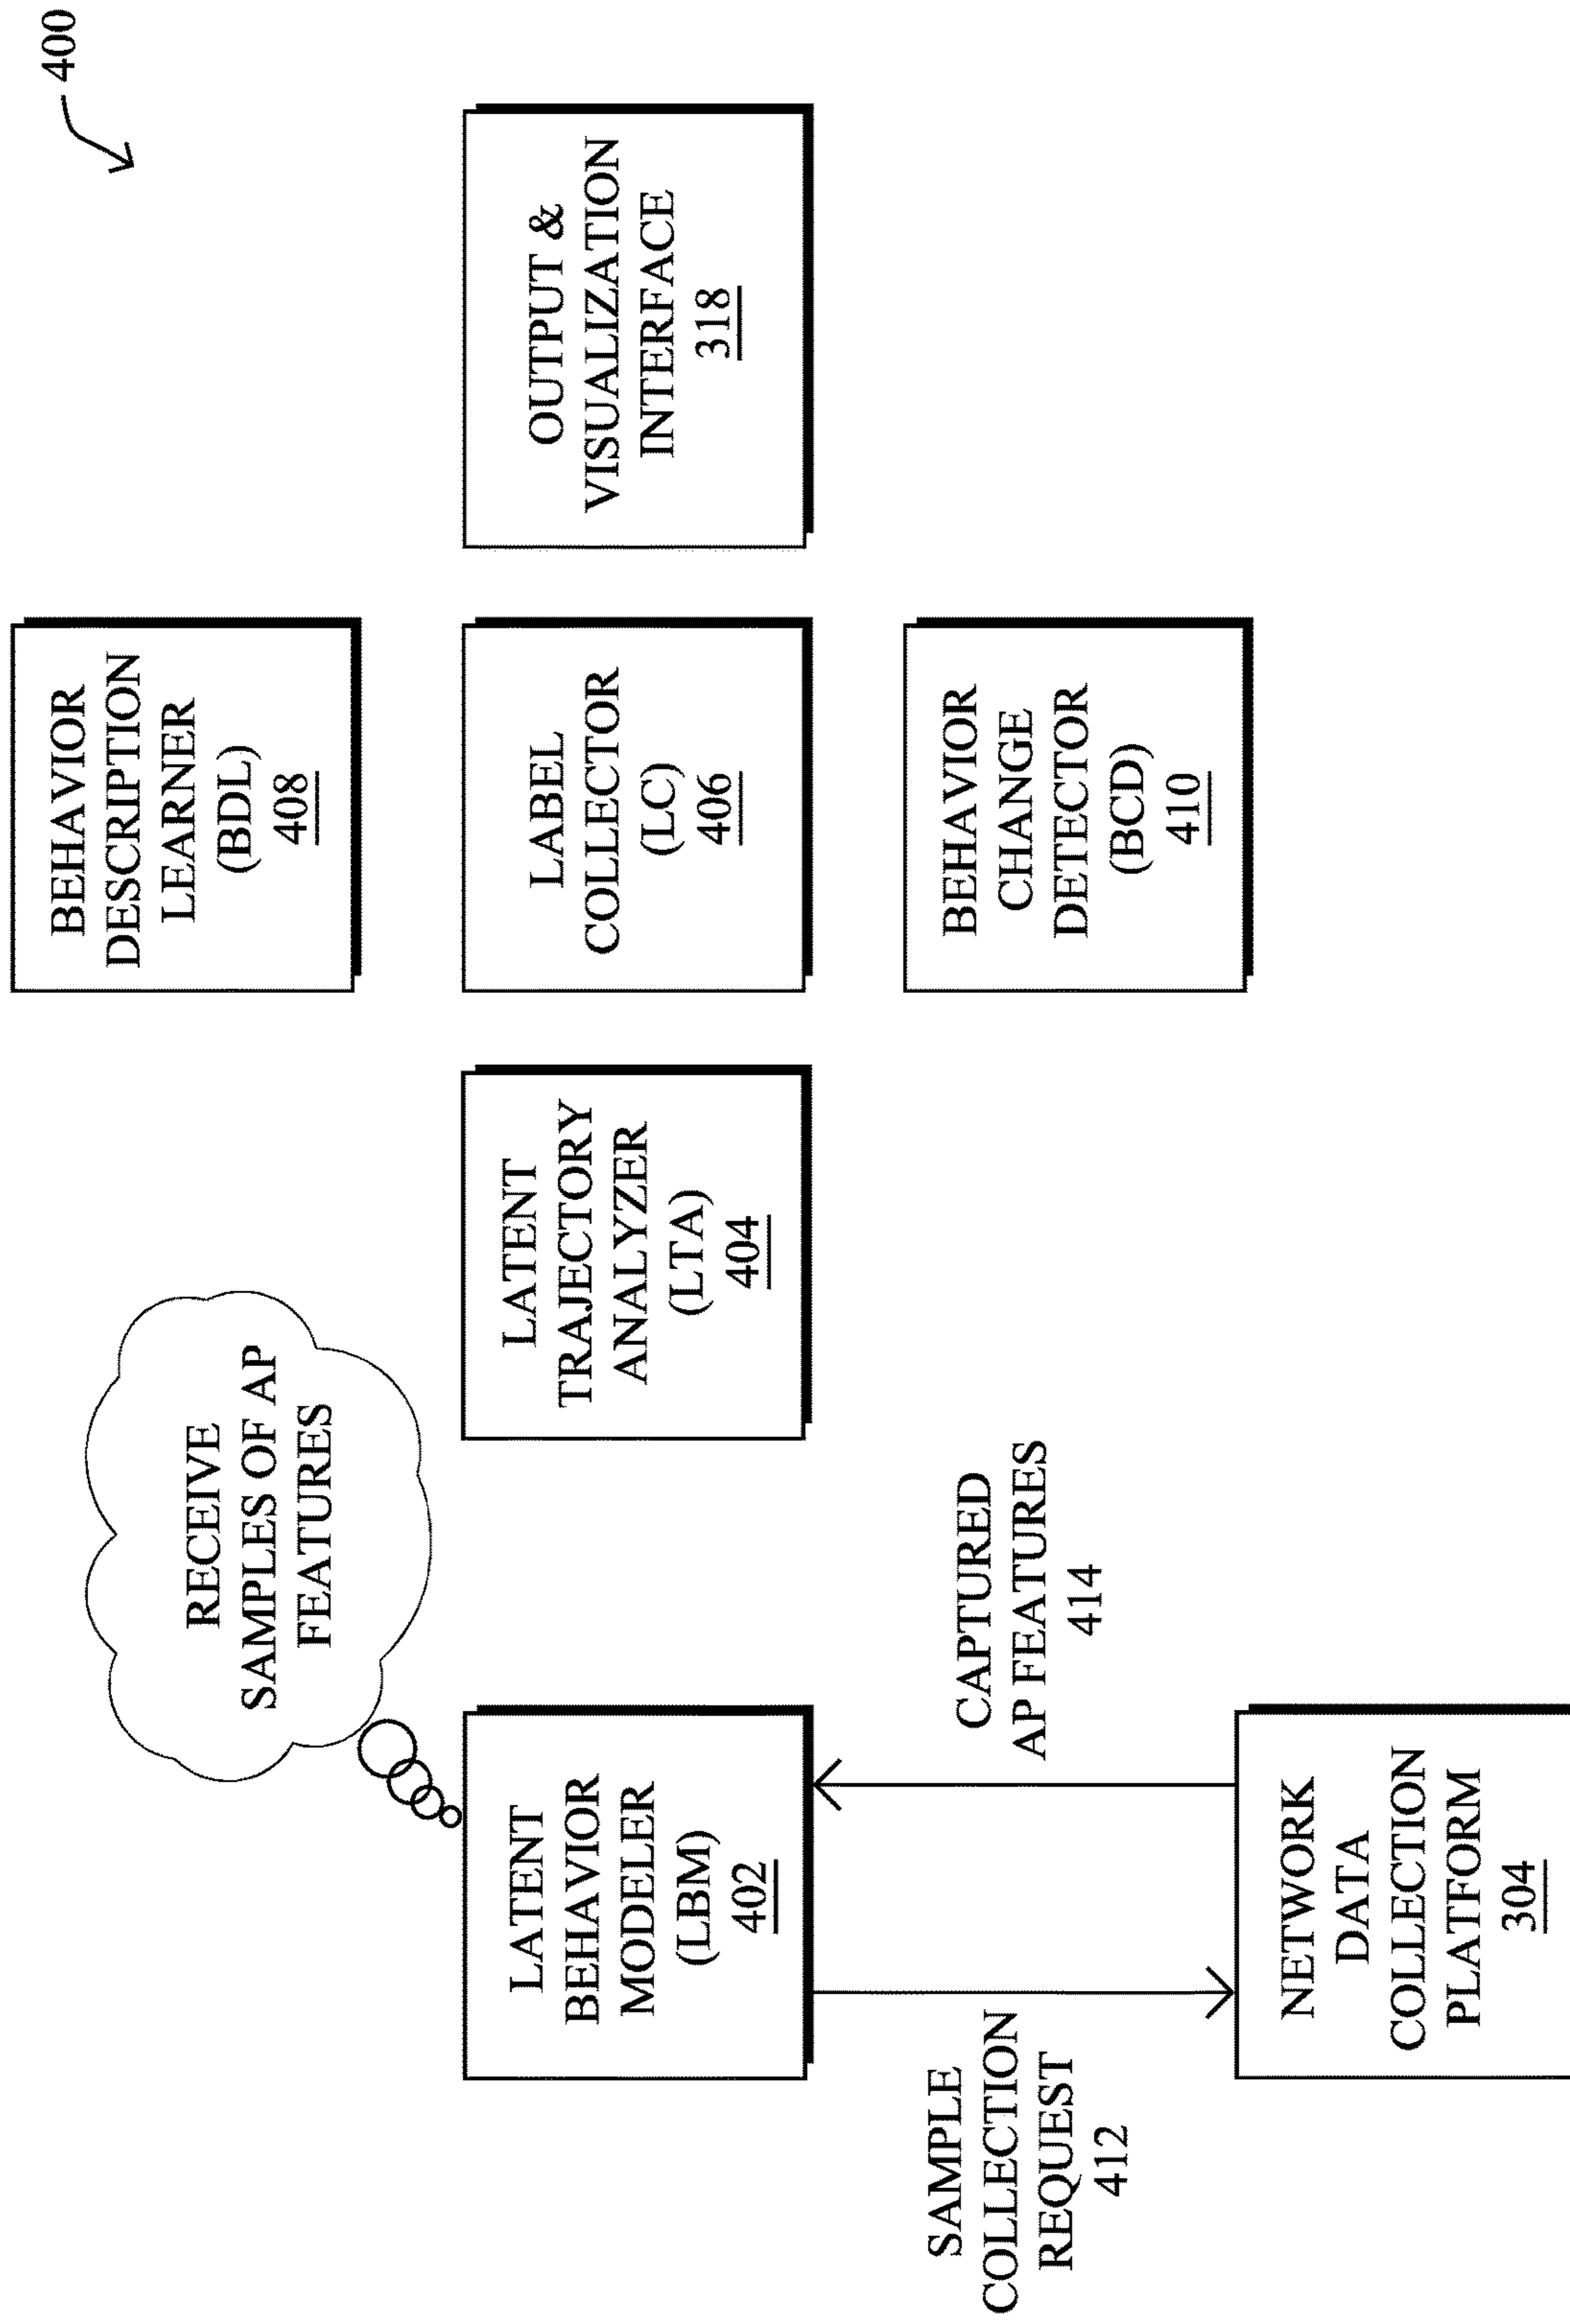 400
RECEIVE
SAMPLES OF AP
FEATURES
BEHAVIOR
DESCRIPTION
LEARNER
(BDL)
408
LATENT
BEHAVIOR
MODELER
(LBM)
402
LATENT
TRAJECTORY
ANALYZER
(LTA)
404
LABEL
COLLECTOR
(LC)
406
OUTPUT &
VISUALIZATION
INTERFACE
318
SAMPLE
COLLECTION
REQUEST
412
CAPTURED
AP FEATURES
414
BEHAVIOR
CHANGE
DETECTOR
(BCD)
410
NETWORK
DATA
COLLECTION
PLATFORM
304